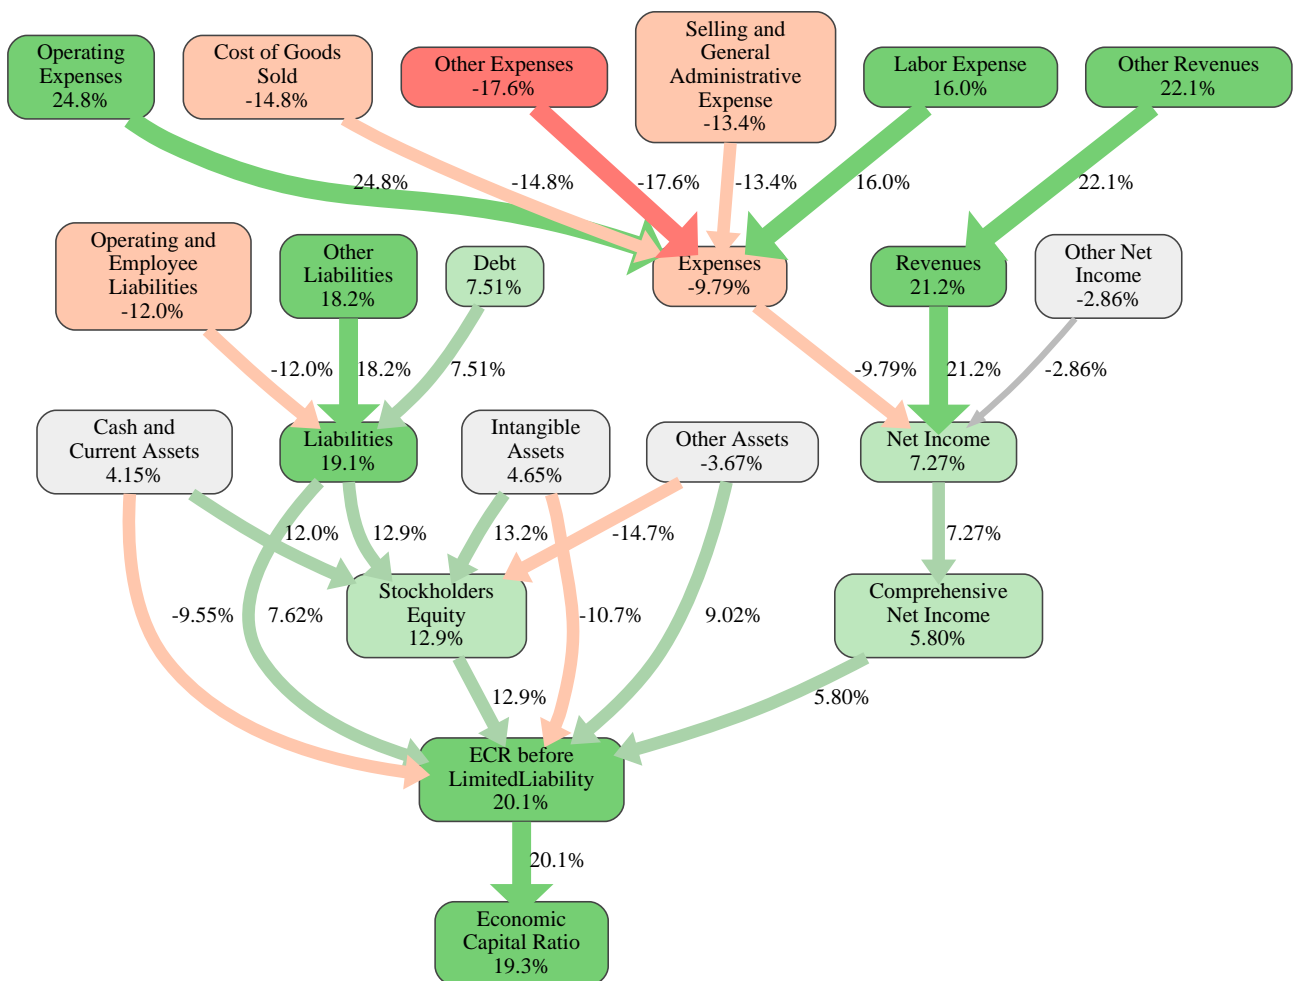 Operating
Expenses
24.8%
Cost of Goods
Sold
-14.8%
Other Expenses
-17.6%
Selling and
General
Administrative
Expense
-13.4%
Labor Expense
16.0%
Other Revenues
22.1%
24.8%
-14.8%
-17.6%
-13.4%
16.0%
22.1%
Operating and
Employee
Liabilities
-12.0%
Other
Liabilities
18.2%
Debt
7.51%
Expenses
-9.79%
Revenues
21.2%
Other Net
Income
-2.86%
-12.0%
18.2%
7.51%
-9.79%
21.2%
-2.86%
Cash and
Current Assets
4.15%
Liabilities
19.1%
Intangible
Assets
4.65%
Other Assets
-3.67%
Net Income
7.27%
12.0%
12.9%
13.2%
-14.7%
7.27%
Stockholders
Equity
12.9%
Comprehensive
Net Income
5.80%
-9.55%
7.62%
-10.7%
9.02%
12.9%
5.80%
ECR before
LimitedLiability
20.1%
20.1%
Economic
Capital Ratio
19.3%